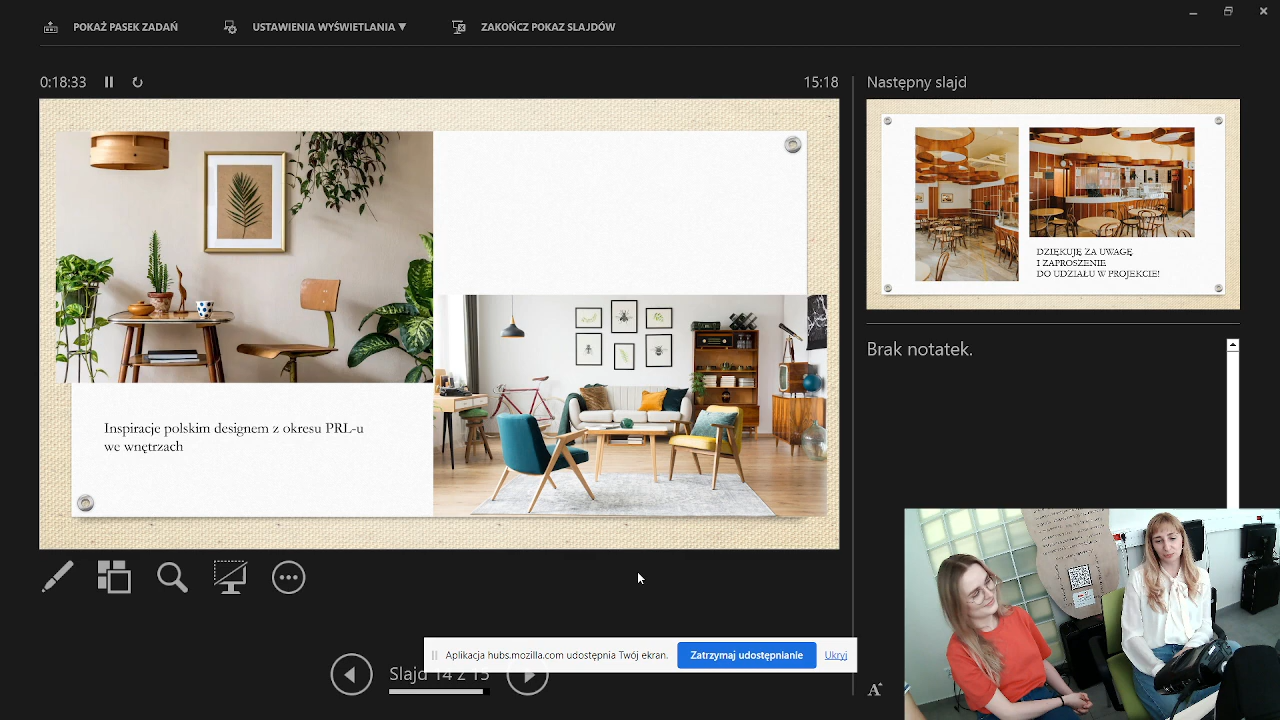 POKAŻ PASEK ZADAŃ
USTAWIENIA WYŚWIETLANIA ▼
ZAKOŃCZ POKAZ SLAJDÓW
0:18:33
15:18
Następny slajd
Inspiracje polskim designem z okresu PRL-u
we wnętrzach
DZIĘKUJĘ ZA UWAGĘ
I ZAPROSZENIE
DO UDZIAŁU W PROJEKCIE!
Brak notatek.
Aplikacja hubs.mozilla.com udostępnia Twój ekran.
Zatrzymaj udostępnianie
Ukryj
Slajd 14 z 15
A